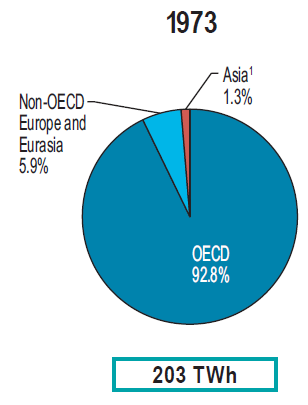 1973
Asia¹
1.3%
Non-OECD
Europe and
Eurasia
5.9%
OECD
92.8%
203 TWh